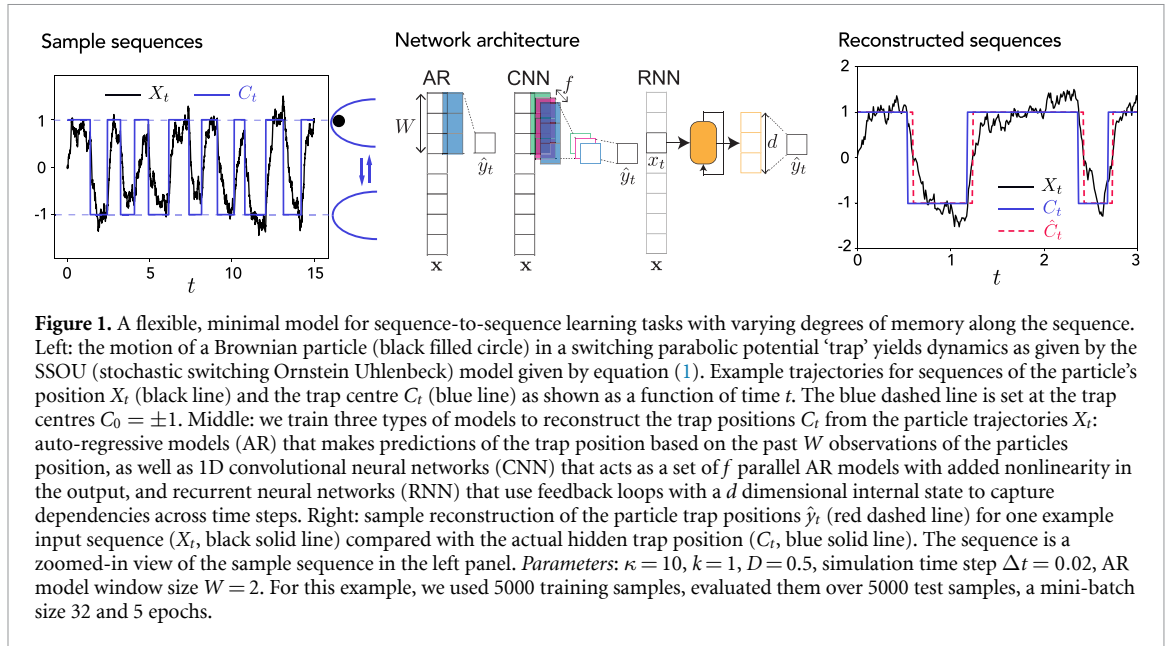 Sample sequences
X_t
C_t
1
0
-1
0
5
10
15
t
Network architecture
AR
CNN
RNN
f
W
ŷ_t
ŷ_t
x_t
d
ŷ_t
x
x
x
Reconstructed sequences
2
1
0
-1
-2
X_t
C_t
Ĉ_t
0
1
2
3
t
Figure 1. A flexible, minimal model for sequence-to-sequence learning tasks with varying degrees of memory along the sequence.
Left: the motion of a Brownian particle (black filled circle) in a switching parabolic potential ‘trap’ yields dynamics as given by the
SSOU (stochastic switching Ornstein Uhlenbeck) model given by equation (1). Example trajectories for sequences of the particle’s
position X_t (black line) and the trap centre C_t (blue line) as shown as a function of time t. The blue dashed line is set at the trap
centres C_0 = ±1. Middle: we train three types of models to reconstruct the trap positions C_t from the particle trajectories X_t:
auto-regressive models (AR) that makes predictions of the trap position based on the past W observations of the particles
position, as well as 1D convolutional neural networks (CNN) that acts as a set of f parallel AR models with added nonlinearity in
the output, and recurrent neural networks (RNN) that use feedback loops with a d dimensional internal state to capture
dependencies across time steps. Right: sample reconstruction of the particle trap positions ŷ_t (red dashed line) for one example
input sequence (X_t, black solid line) compared with the actual hidden trap position (C_t, blue solid line). The sequence is a
zoomed-in view of the sample sequence in the left panel. Parameters: κ = 10, k = 1, D = 0.5, simulation time step Δt = 0.02, AR
model window size W = 2. For this example, we used 5000 training samples, evaluated them over 5000 test samples, a mini-batch
size 32 and 5 epochs.